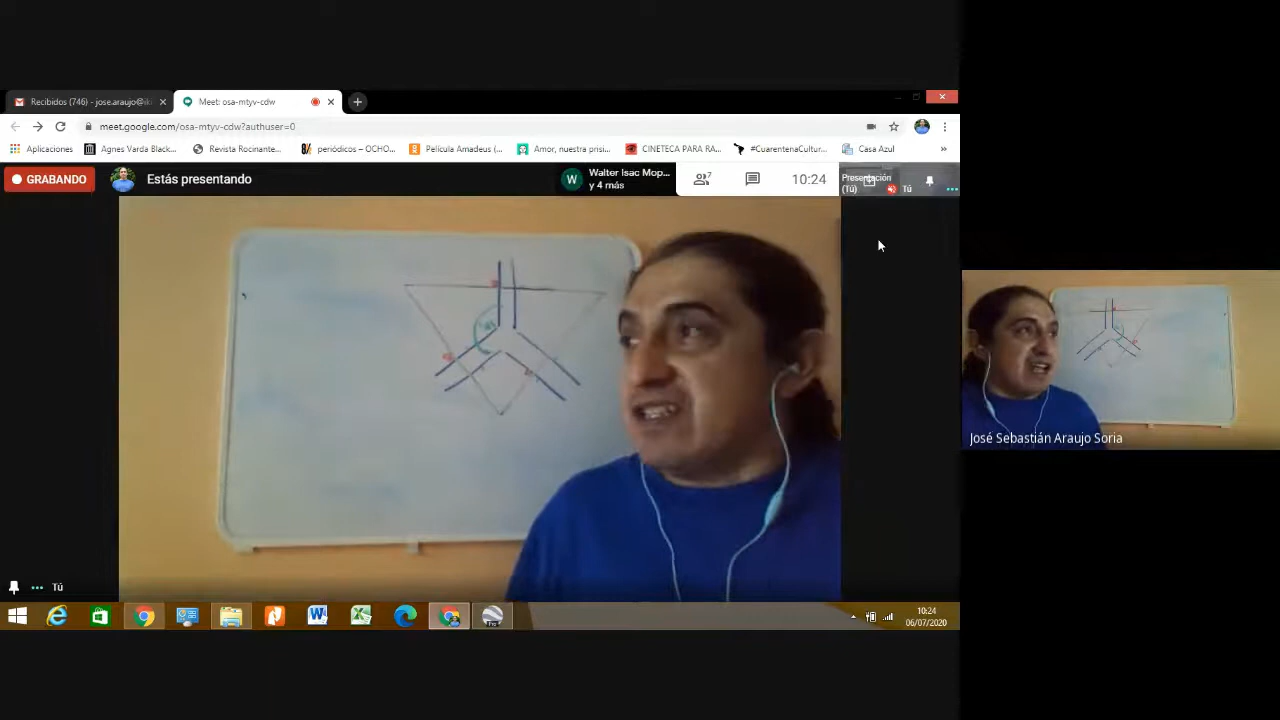 Recibidos (746) - jose.araujo@iki
Meet: osa-mtyv-cdw
meet.google.com/osa-mtyv-cdw?authuser=0
Aplicaciones
Agnes Varda Black...
Revista Rocinante...
periódicos – OCHO...
Película Amadeus (...
Amor, nuestra prisi...
CINETECA PARA RA...
#CuarentenaCultur...
Casa Azul
»
GRABANDO
Estás presentando
W
Walter Isac Mop...
y 4 más
7
10:24
Presentación
(Tú)
Tú
José Sebastián Araujo Soria
Tú
10:24
06/07/2020